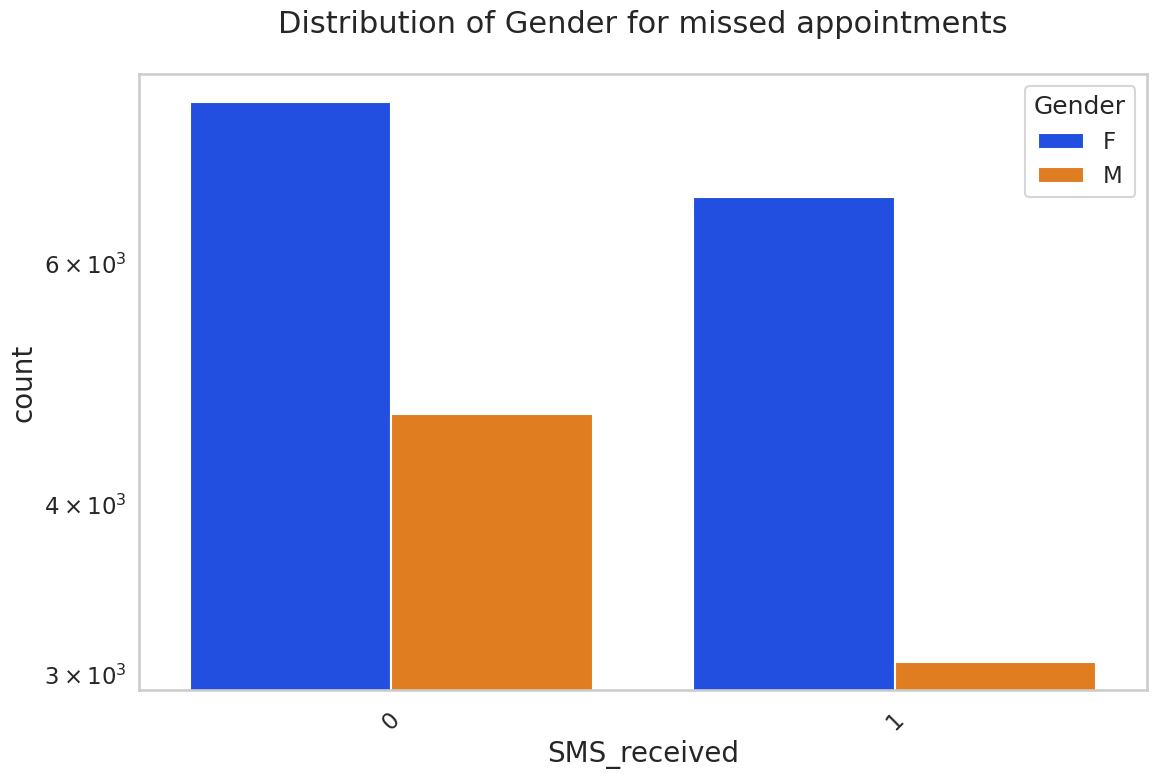 Distribution of Gender for missed appointments
Gender
F
M
6 × 10³
4 × 10³
3 × 10³
count
0
1
SMS_received